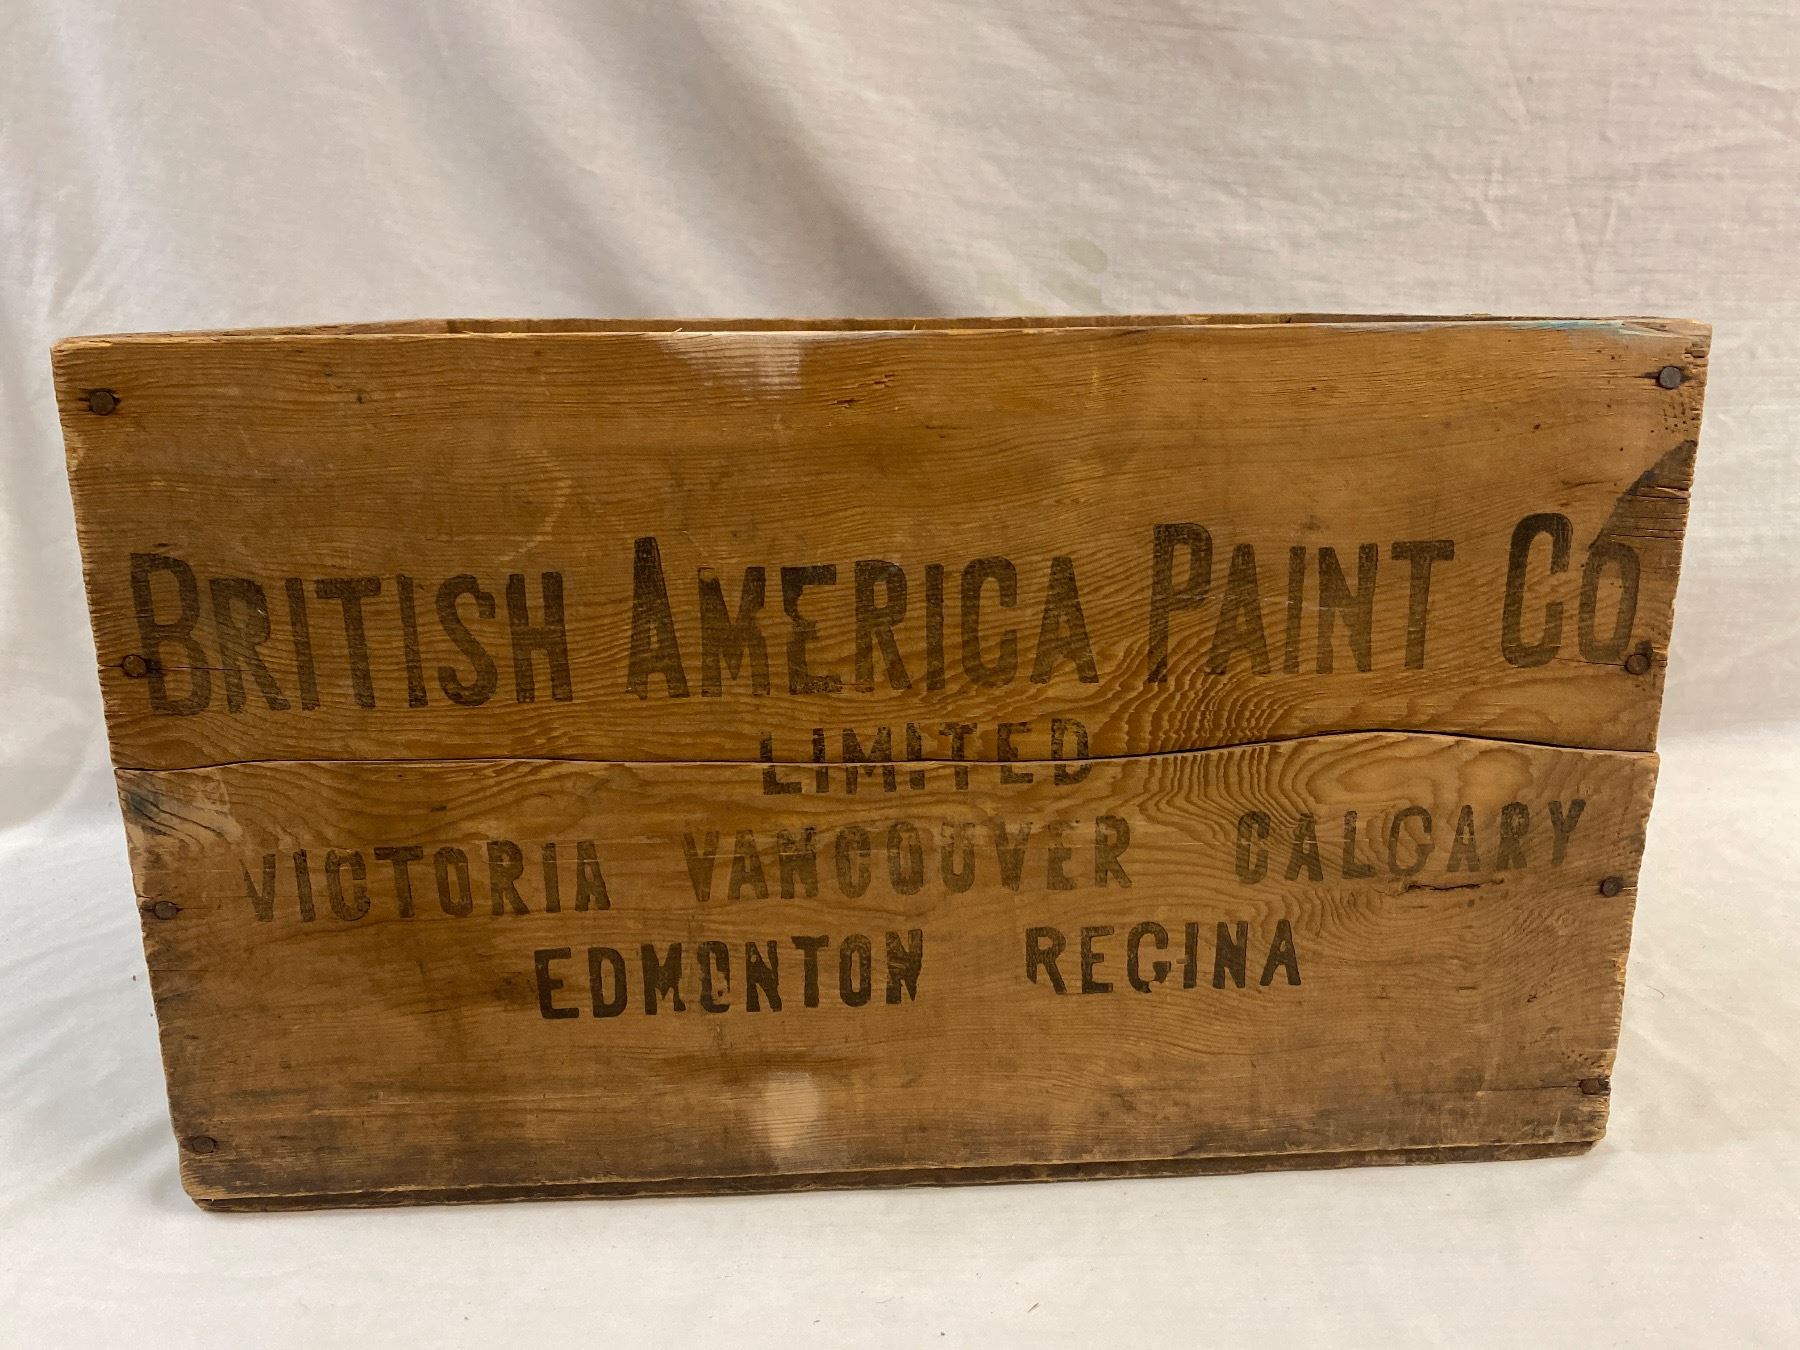 BRITISH AMERICA PAINT CO.
LIMITED
VICTORIA VANCOUVER CALGARY
EDMONTON REGINA